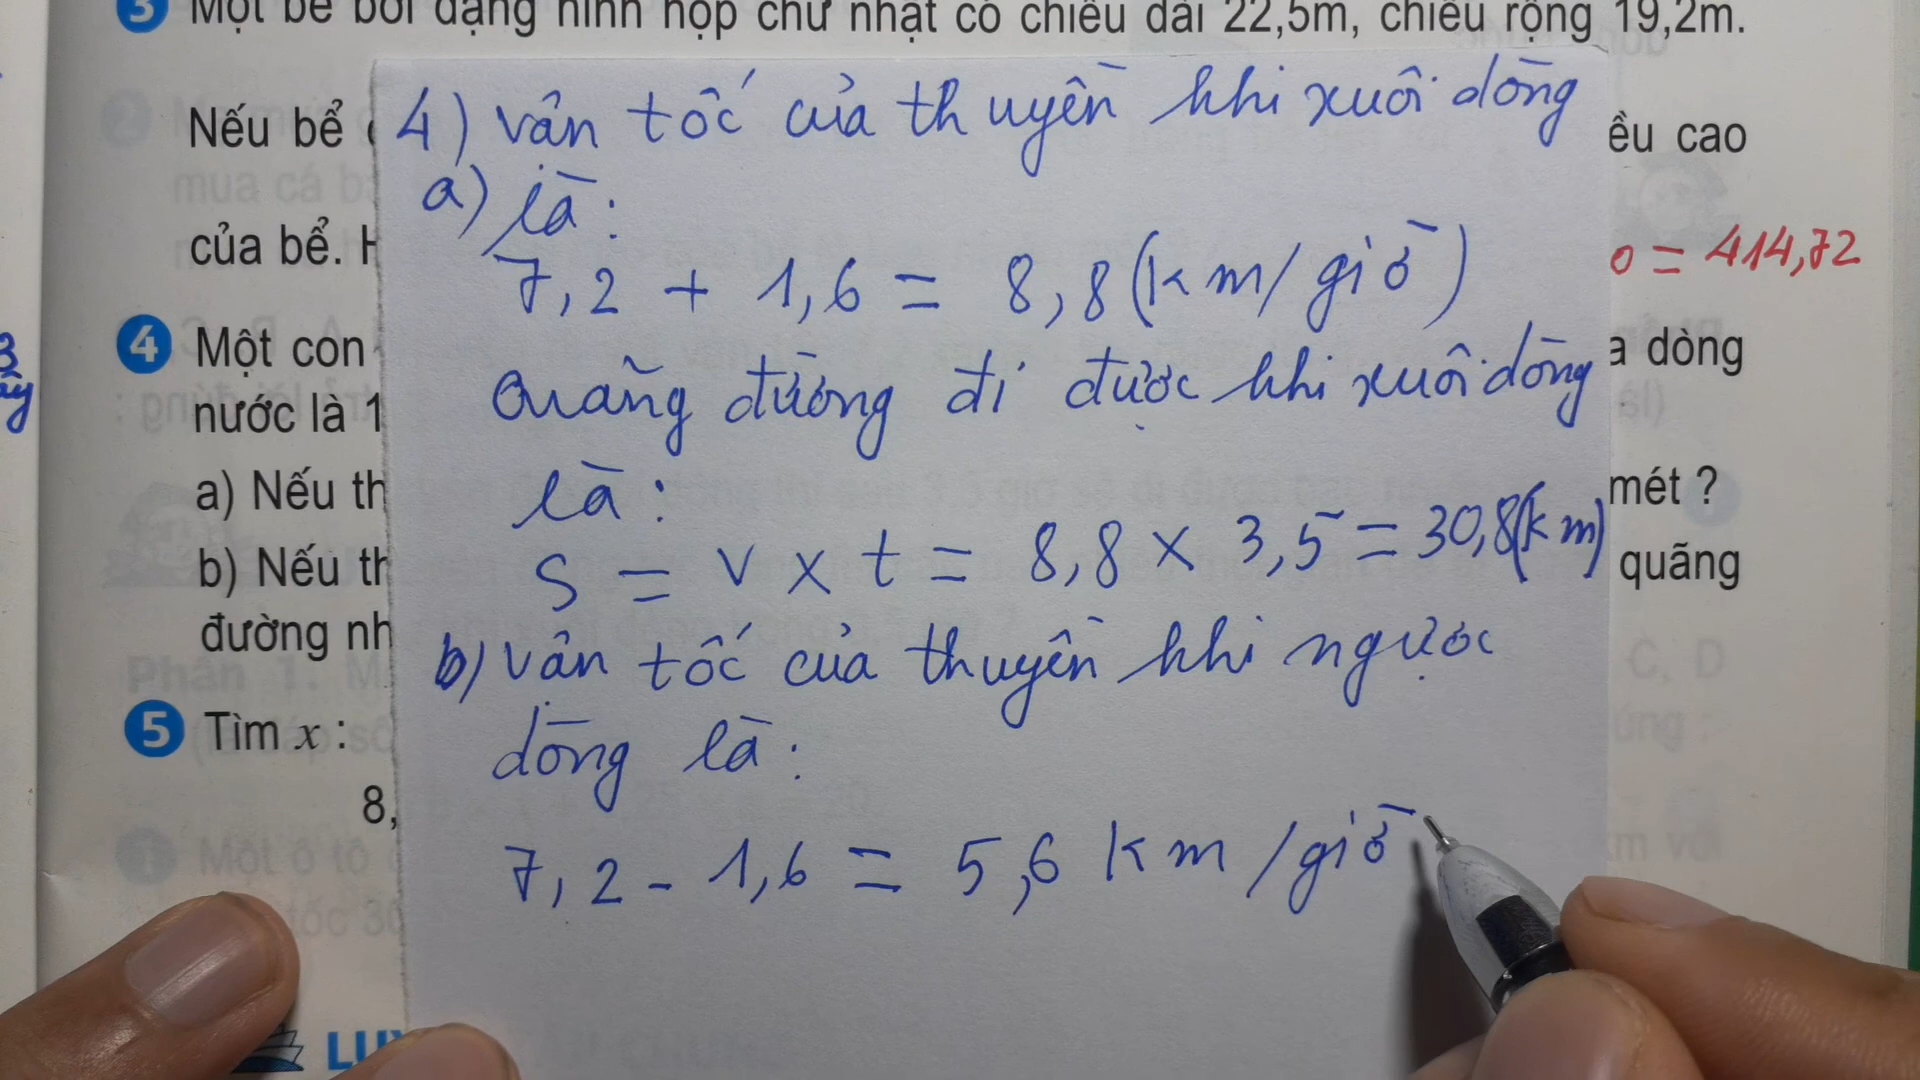 3 Một bể bơi dạng hình hộp chữ nhật có chiều dài 22,5m, chiều rộng 19,2m.
Nếu bể
ều cao
của bể. H
o = 414,72
4 Một con
a dòng
nước là 1
a) Nếu th
mét ?
b) Nếu th
quãng
đường nh
5 Tìm x :
8,
4) Vận tốc của thuyền khi xuôi dòng
a) là:
7,2 + 1,6 = 8,8 (km/giờ)
Quãng đường đi được khi xuôi dòng
là:
S = v x t = 8,8 x 3,5 = 30,8 (km)
b) Vận tốc của thuyền khi ngược
dòng là:
7,2 - 1,6 = 5,6 km/giờ